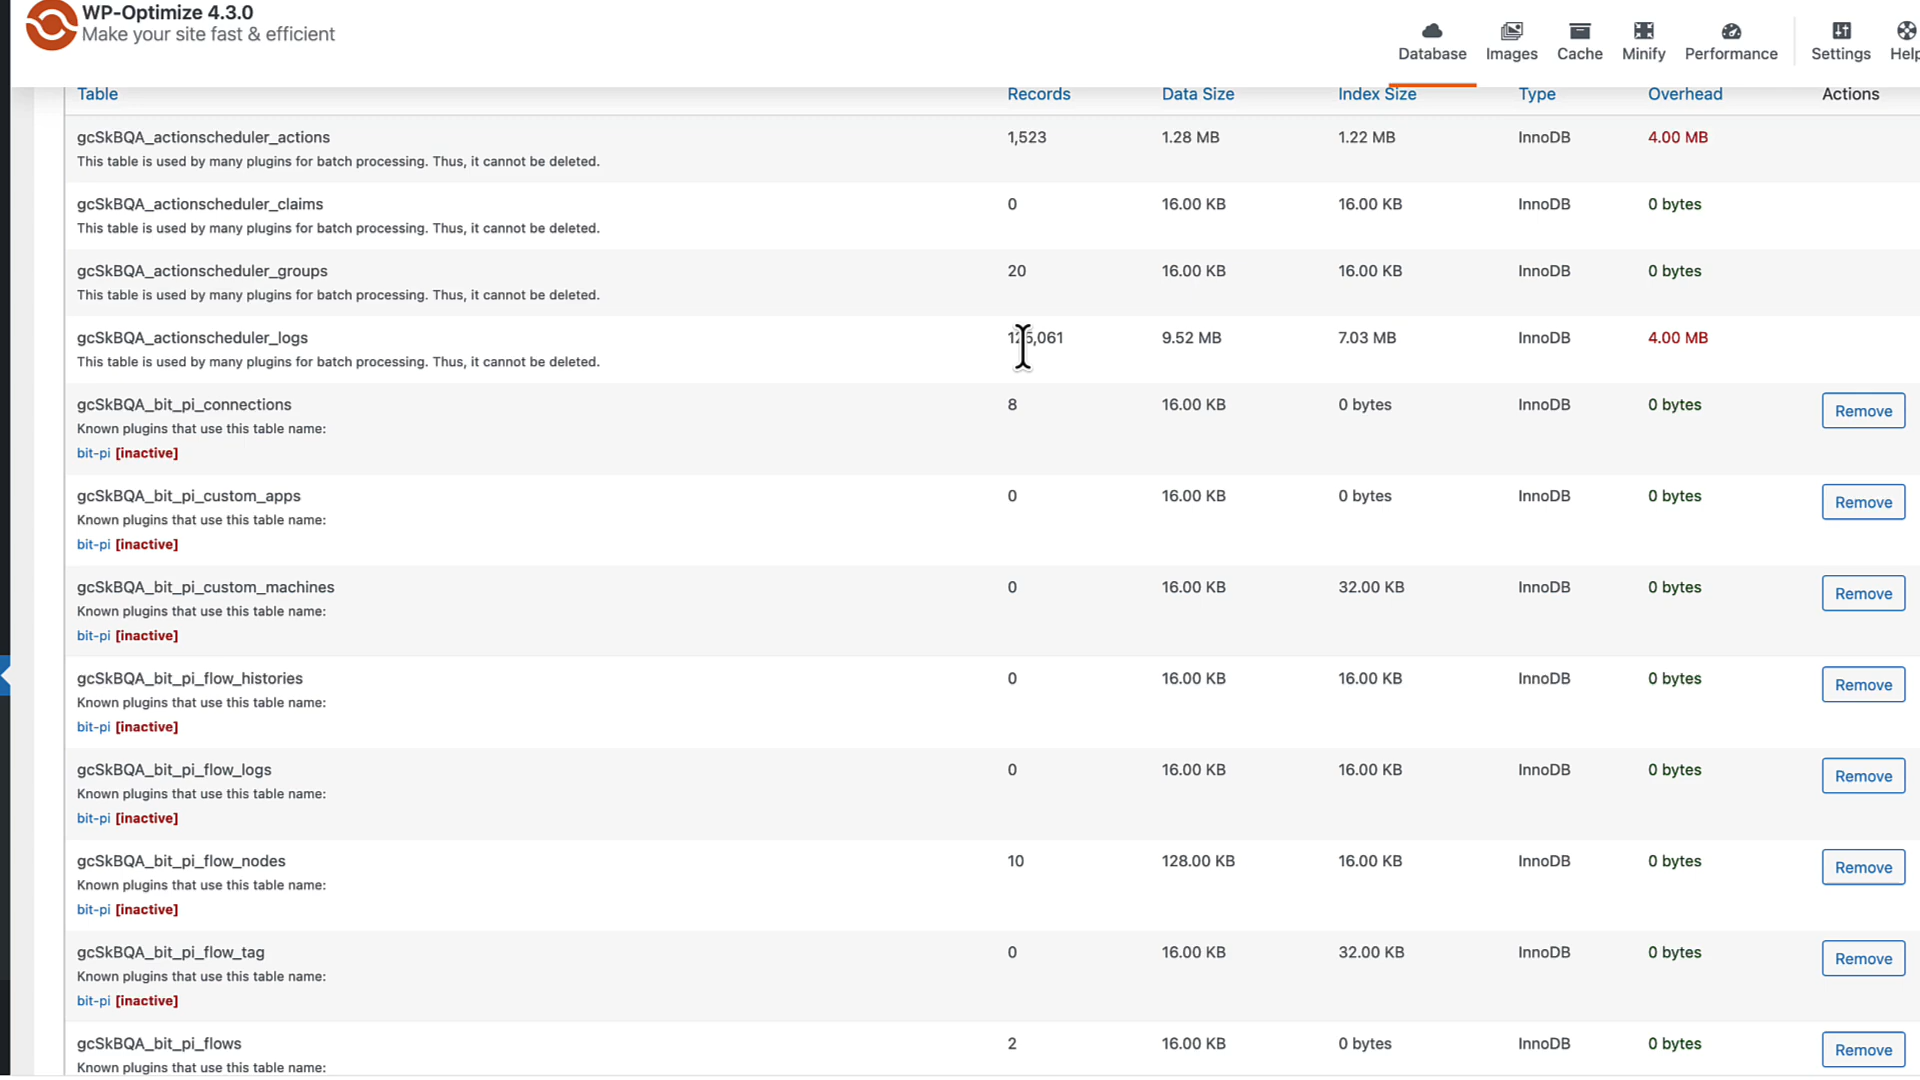 WP-Optimize 4.3.0
Make your site fast & efficient
Database Images Cache Minify Performance Settings Help
Table Records Data Size Index Size Type Overhead Actions
gcSkBQA_actionscheduler_actions 1,523 1.28 MB 1.22 MB InnoDB 4.00 MB
This table is used by many plugins for batch processing. Thus, it cannot be deleted.
gcSkBQA_actionscheduler_claims 0 16.00 KB 16.00 KB InnoDB 0 bytes
This table is used by many plugins for batch processing. Thus, it cannot be deleted.
gcSkBQA_actionscheduler_groups 20 16.00 KB 16.00 KB InnoDB 0 bytes
This table is used by many plugins for batch processing. Thus, it cannot be deleted.
gcSkBQA_actionscheduler_logs 9.52 MB 7.03 MB InnoDB 4.00 MB
This table is used by many plugins for batch processing. Thus, it cannot be deleted.
gcSkBQA_bit_pi_connections 8 16.00 KB 0 bytes InnoDB 0 bytes Remove
Known plugins that use this table name:
bit-pi [inactive]
gcSkBQA_bit_pi_custom_apps 0 16.00 KB 0 bytes InnoDB 0 bytes Remove
Known plugins that use this table name:
bit-pi [inactive]
gcSkBQA_bit_pi_custom_machines 0 16.00 KB 32.00 KB InnoDB 0 bytes Remove
Known plugins that use this table name:
bit-pi [inactive]
gcSkBQA_bit_pi_flow_histories 0 16.00 KB 16.00 KB InnoDB 0 bytes Remove
Known plugins that use this table name:
bit-pi [inactive]
gcSkBQA_bit_pi_flow_logs 0 16.00 KB 16.00 KB InnoDB 0 bytes Remove
Known plugins that use this table name:
bit-pi [inactive]
gcSkBQA_bit_pi_flow_nodes 10 128.00 KB 16.00 KB InnoDB 0 bytes Remove
Known plugins that use this table name:
bit-pi [inactive]
gcSkBQA_bit_pi_flow_tag 0 16.00 KB 32.00 KB InnoDB 0 bytes Remove
Known plugins that use this table name:
bit-pi [inactive]
gcSkBQA_bit_pi_flows 2 16.00 KB 0 bytes InnoDB 0 bytes Remove
Known plugins that use this table name: